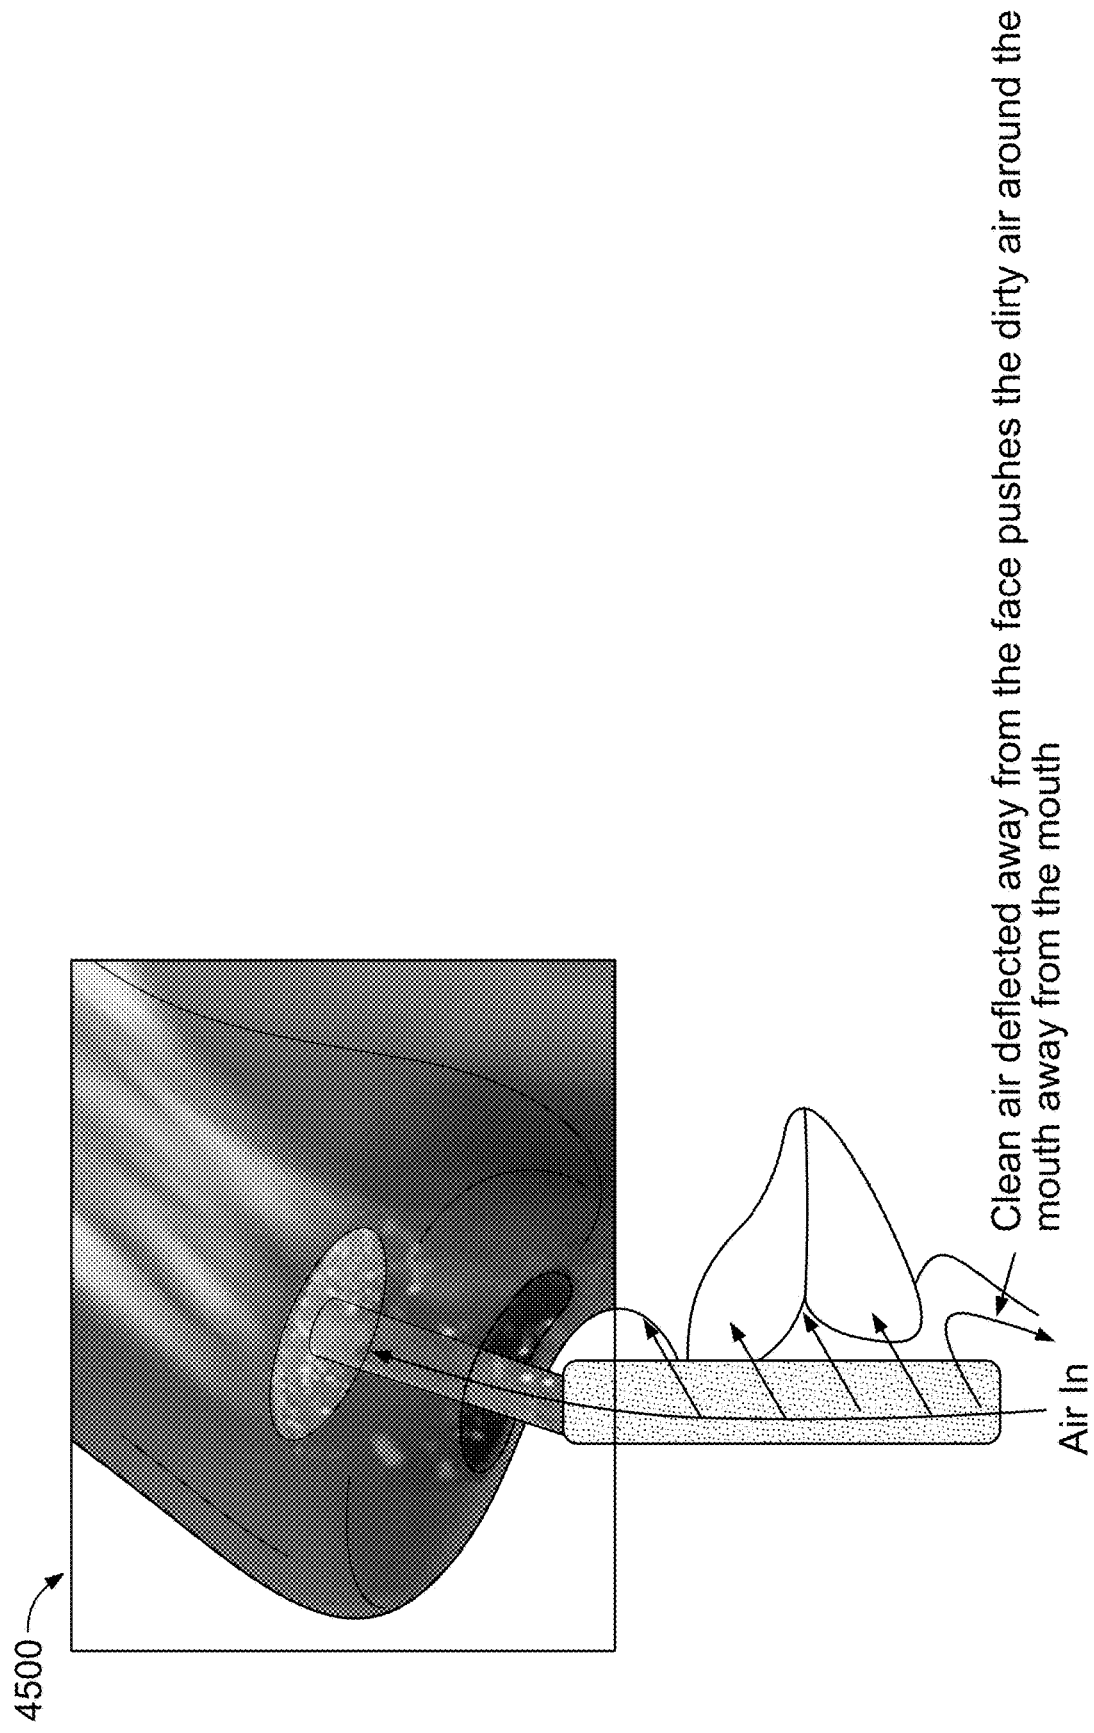 4500
Clean air deflected away from the face pushes the dirty air around the
mouth away from the mouth
Air In